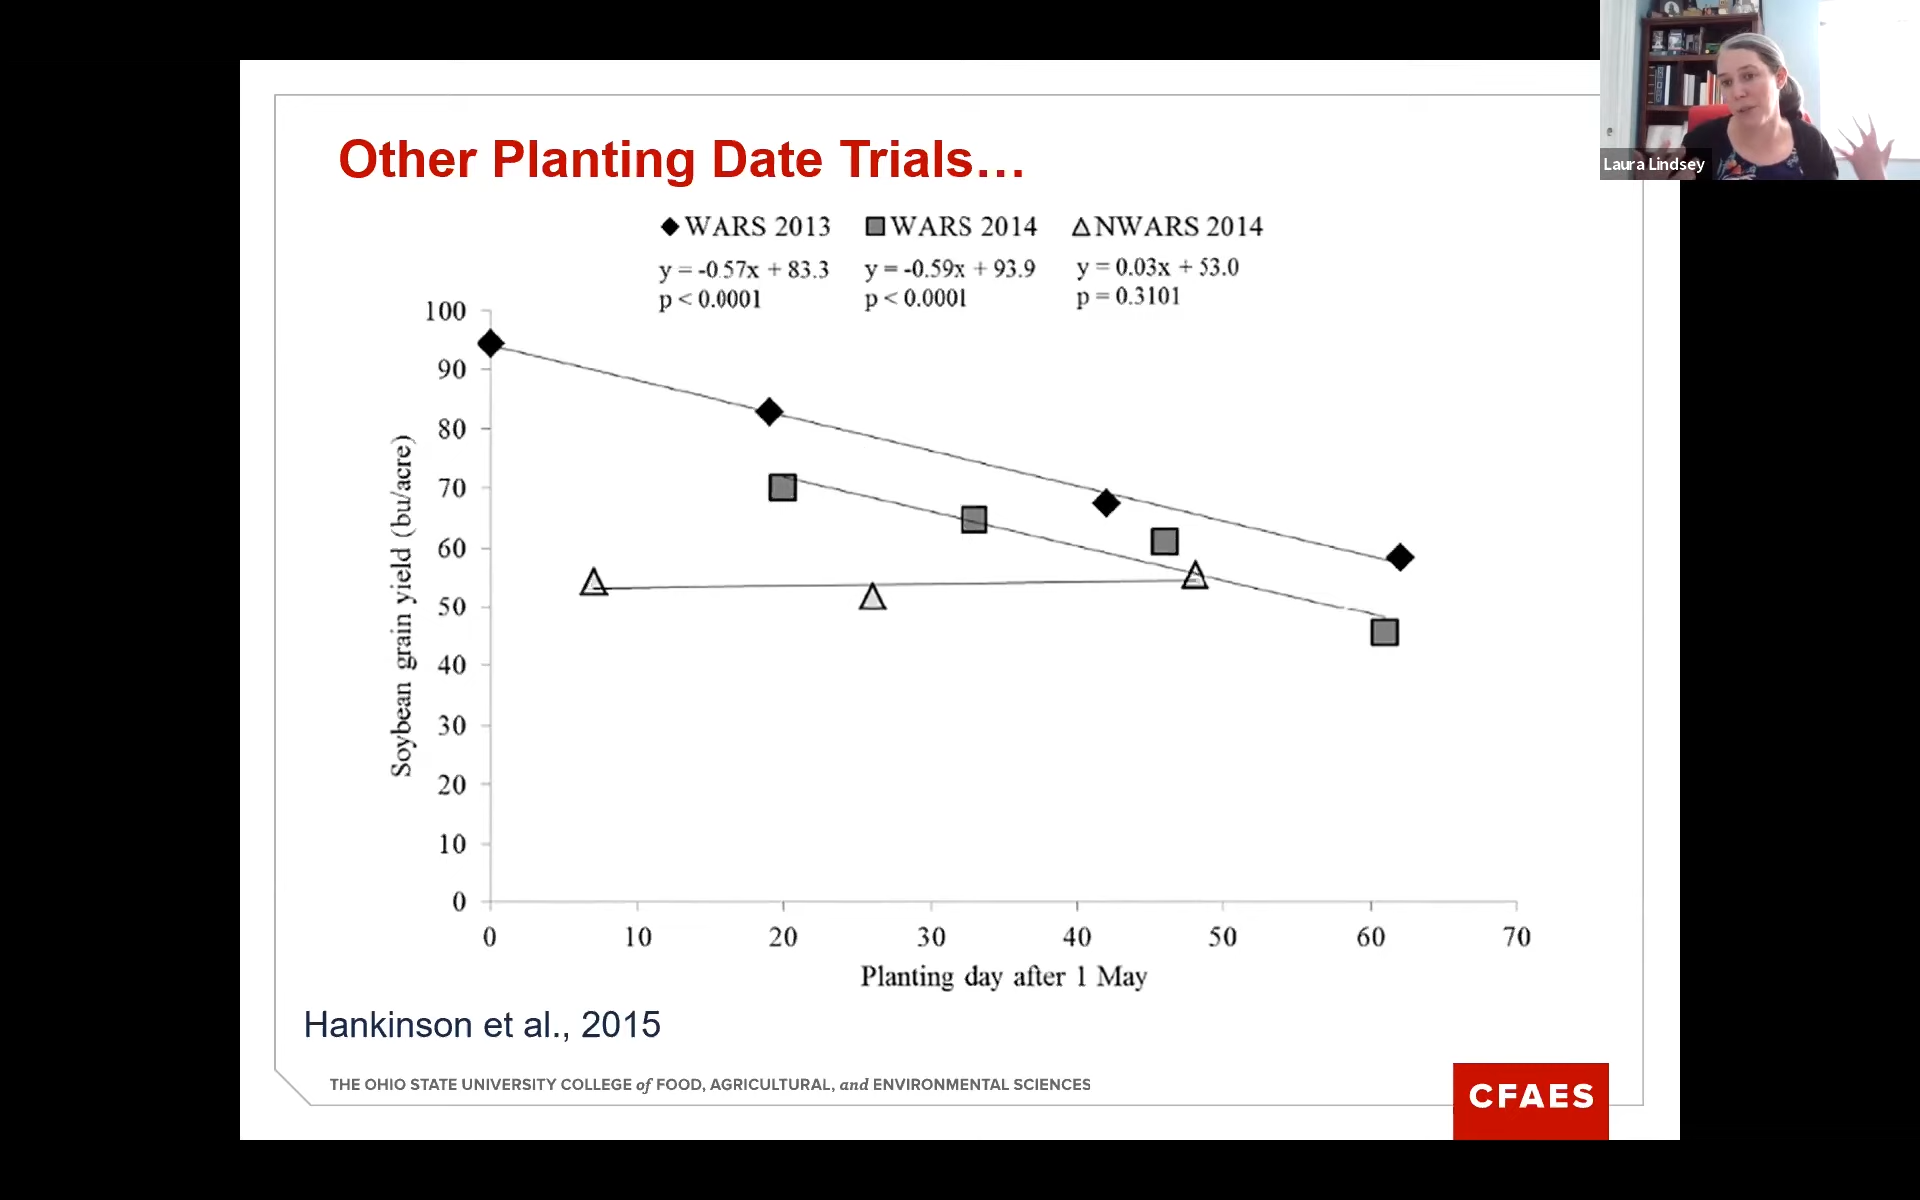 Laura Lindsey
Other Planting Date Trials…
WARS 2013 WARS 2014 NWARS 2014
y = -0.57x + 83.3 y = -0.59x + 93.9 y = 0.03x + 53.0
p < 0.0001 p < 0.0001 p = 0.3101
Soybean grain yield (bu/acre)
100
90
80
70
60
50
40
30
20
10
0
0 10 20 30 40 50 60 70
Planting day after 1 May
Hankinson et al., 2015
THE OHIO STATE UNIVERSITY COLLEGE of FOOD, AGRICULTURAL, and ENVIRONMENTAL SCIENCES
CFAES